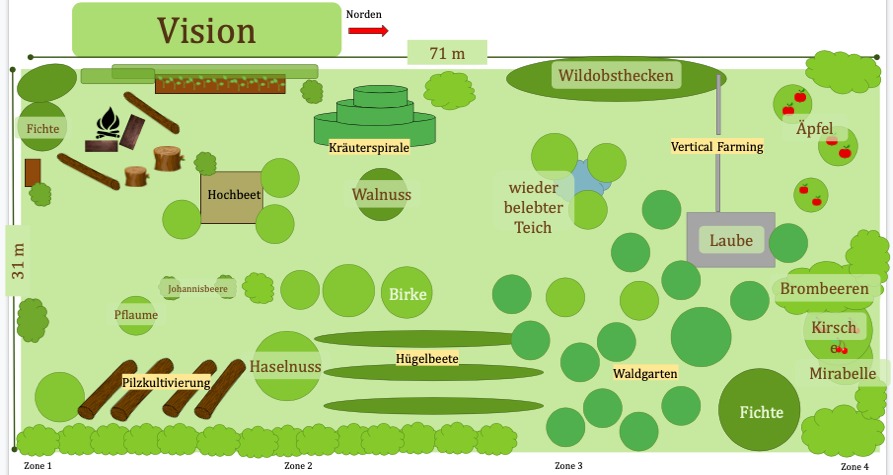 Vision
Norden
71 m
Wildobsthecken
Fichte
Äpfel
Kräuterspirale
Vertical Farming
Hochbeet
Walnuss
wieder
belebter
Teich
Laube
31 m
Johannisbeere
Birke
Brombeeren
Pflaume
Kirsch
e
Hügelbeete
Haselnuss
Pilzkultivierung
Waldgarten
Mirabelle
Fichte
Zone 1
Zone 2
Zone 3
Zone 4